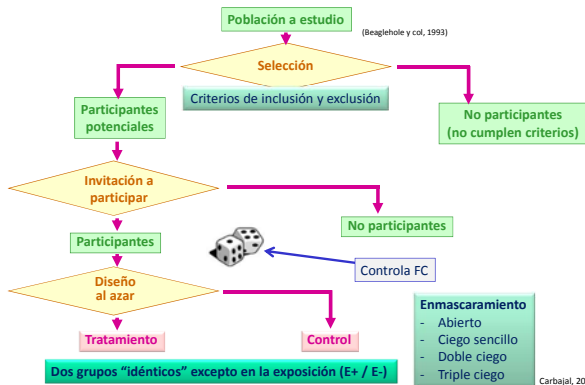 Población a estudio
(Beaglehole y col, 1993)
Selección
Criterios de inclusión y exclusión
Participantes
potenciales
No participantes
(no cumplen criterios)
Invitación a
participar
No participantes
Participantes
Controla FC
Diseño
al azar
Tratamiento
Control
Enmascaramiento
- Abierto
- Ciego sencillo
- Doble ciego
- Triple ciego
Dos grupos “idénticos” excepto en la exposición (E+ / E-)
Carbajal, 20